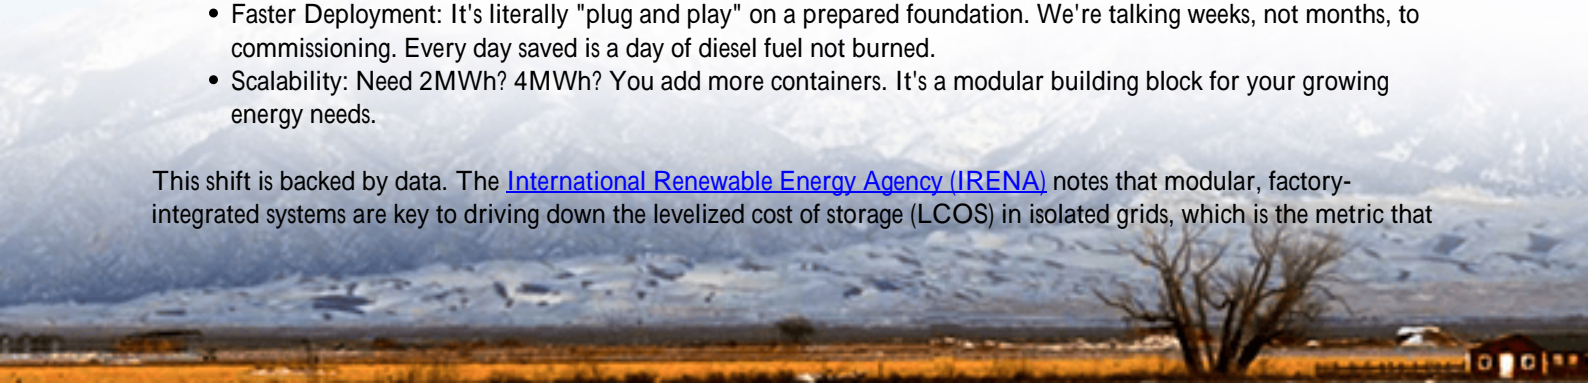 • Faster Deployment: It's literally "plug and play" on a prepared foundation. We're talking weeks, not months, to
commissioning. Every day saved is a day of diesel fuel not burned.
• Scalability: Need 2MWh? 4MWh? You add more containers. It's a modular building block for your growing
energy needs.
This shift is backed by data. The International Renewable Energy Agency (IRENA) notes that modular, factory-
integrated systems are key to driving down the levelized cost of storage (LCOS) in isolated grids, which is the metric that